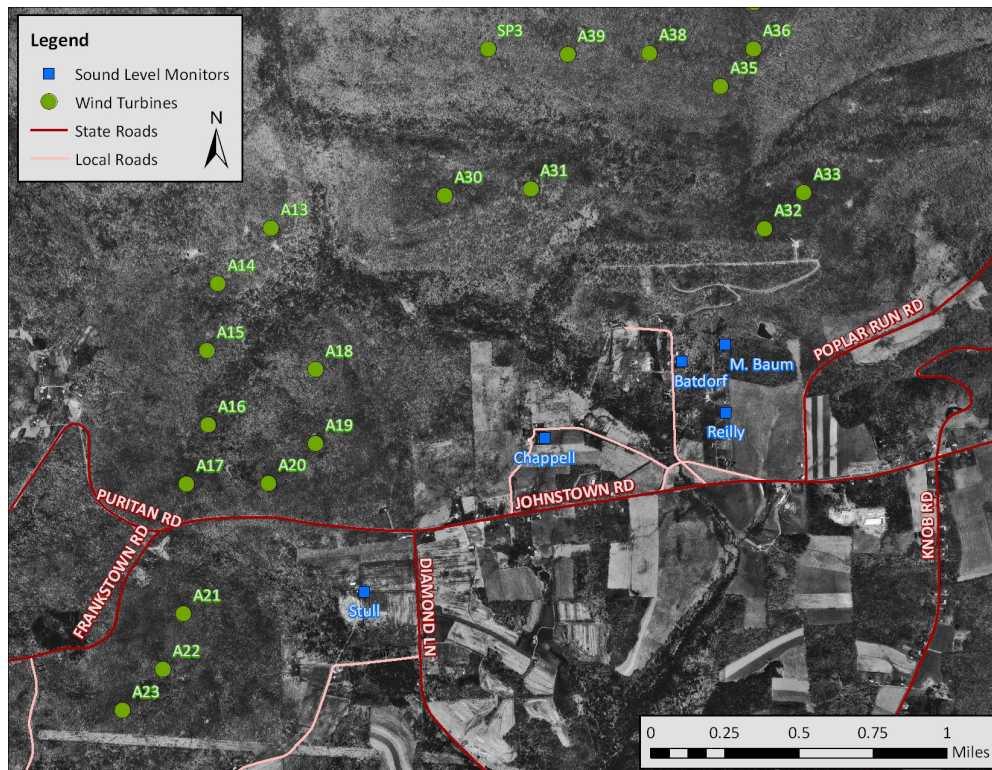 Legend
Sound Level Monitors
Wind Turbines
State Roads
Local Roads
N
SP3
A39
A38
A36
A35
A30
A31
A33
A32
A13
A14
A15
A18
A16
A19
A17
A20
POPLAR RUN RD
M. Baum
Batdorf
Reilly
Chappell
JOHNSTOWN RD
PURITAN RD
FRANKSTOWN RD
KNOB RD
DIAMOND LN
Stull
A21
A22
A23
0 0.25 0.5 0.75 1
Miles